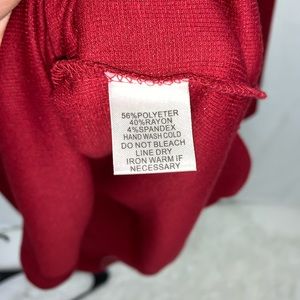 56%POLYETER
40%RAYON
4%SPANDEX
HAND WASH COLD
DO NOT BLEACH
LINE DRY
IRON WARM IF
NECESSARY